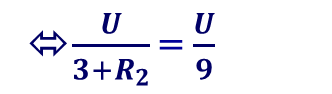 ⇔ U/(3+R₂) = U/9